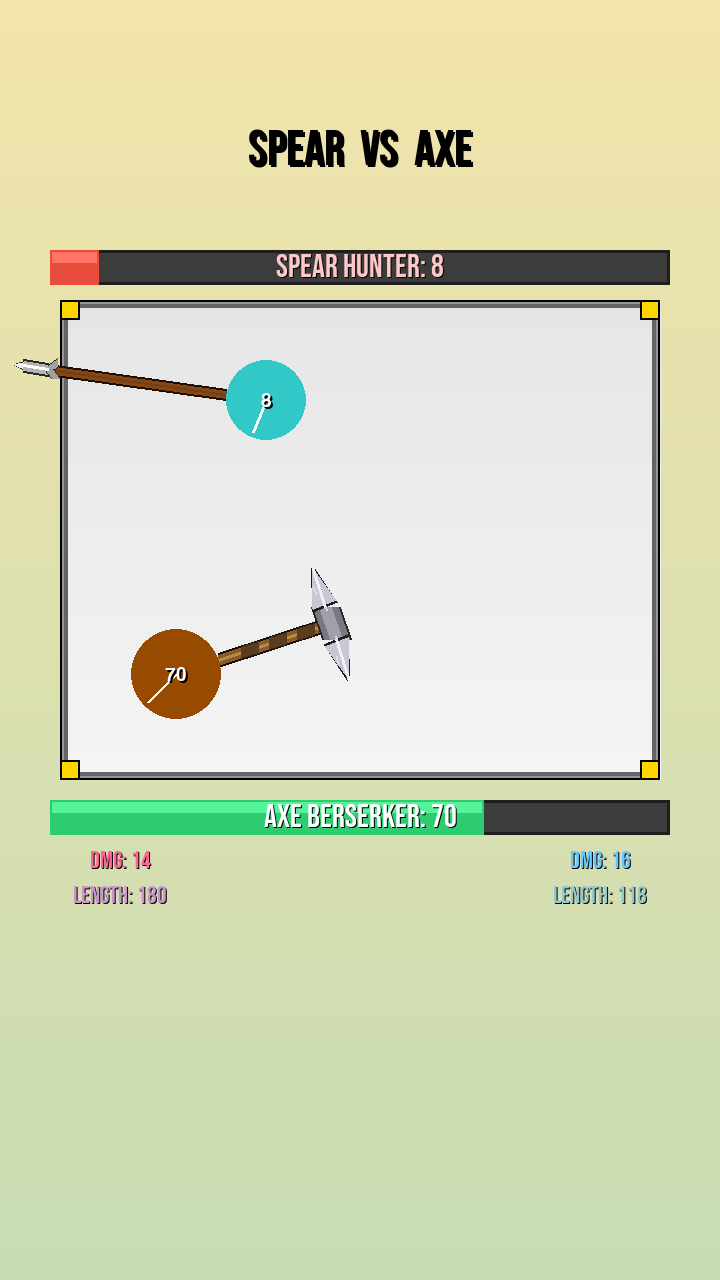 SPEAR VS AXE
SPEAR HUNTER: 8
8
70
AXE BERSERKER: 70
DMG: 14
DMG: 16
LENGTH: 180
LENGTH: 118